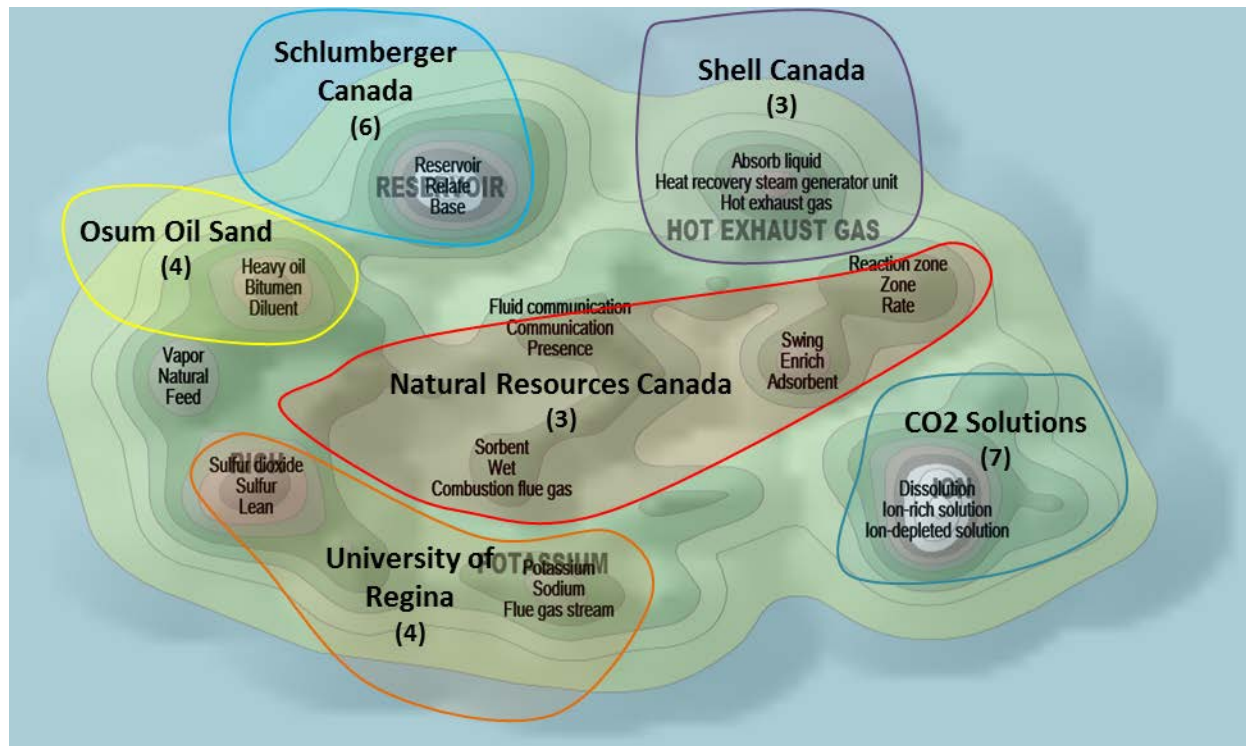 Schlumberger
Canada
(6)
Reservoir
RESERVOIR
Relafe
Base
Shell Canada
(3)
Absorb liquid
Heat recovery steam generator unit
Hot exhaust gas
HOT EXHAUST GAS
Osum Oil Sand
(4)
Heavy oil
Bitumen
Diluent
Reaction zone
Zone
Rate
Fluid communication
Communication
Presence
Swing
Enrich
Adsorbent
Vapor
Natural
Feed
Natural Resources Canada
(3)
Sorbent
Wet
Combustion flue gas
CO2 Solutions
(7)
ION
Dissolution
Ion-rich solution
Ion-depleted solution
Sulfur dioxide
Sulfur
Lean
University of
Regina
(4)
POTASSIUM
Potassium
Sodium
Flue gas stream